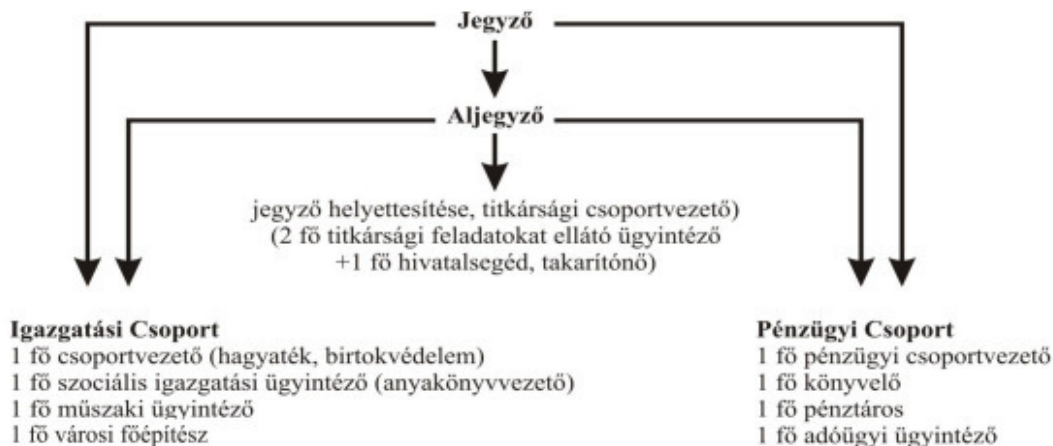 Jegyző
Aljegyző
jegyző helyettesítése, titkársági csoportvezető)
(2 fő titkársági feladatokat ellátó ügyintéző
+1 fő hivatalsegéd, takarítónő)
Igazgatási Csoport
1 fő csoportvezető (hagyaték, birtokvédelem)
1 fő szociális igazgatási ügyintéző (anyakönyvvezető)
1 fő műszaki ügyintéző
1 fő városi főépítész
Pénzügyi Csoport
1 fő pénzügyi csoportvezető
1 fő könyvelő
1 fő pénztáros
1 fő adóügyi ügyintéző